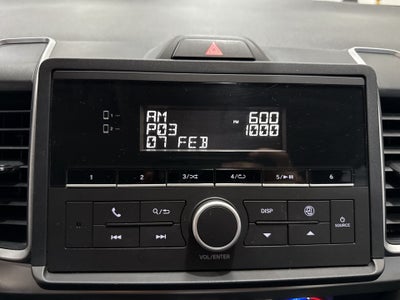 AM 600
P03 PM 1000
07 FEB
1 2 3 4 5 6
DISP
SOURCE
VOL/ENTER